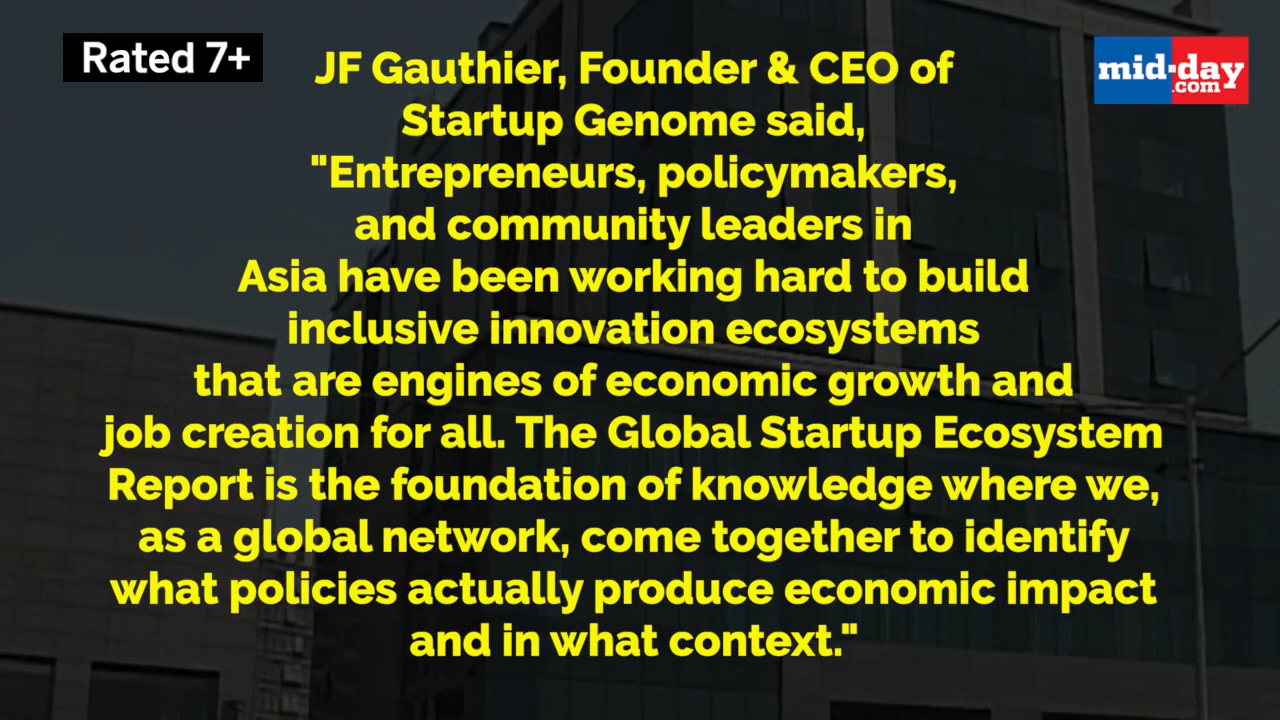 Rated 7+
mid-day
.com
JF Gauthier, Founder & CEO of
Startup Genome said,
"Entrepreneurs, policymakers,
and community leaders in
Asia have been working hard to build
inclusive innovation ecosystems
that are engines of economic growth and
job creation for all. The Global Startup Ecosystem
Report is the foundation of knowledge where we,
as a global network, come together to identify
what policies actually produce economic impact
and in what context."